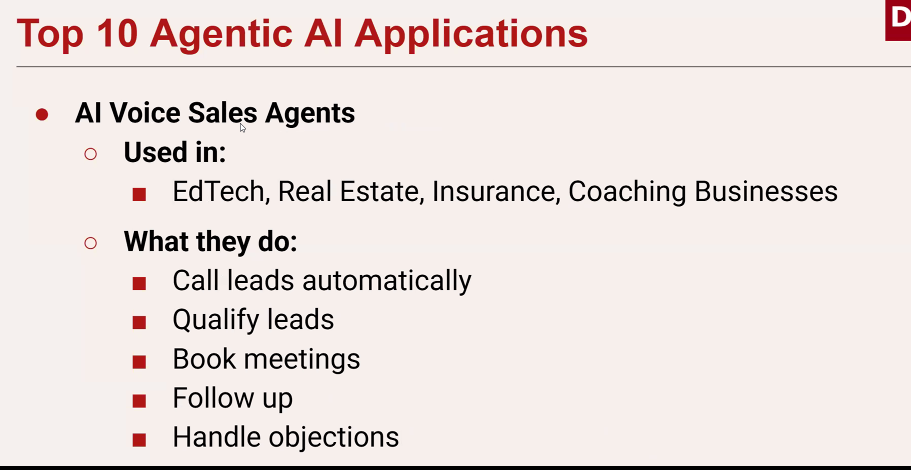 Top 10 Agentic AI Applications
D
● AI Voice Sales Agents
○ Used in:
■ EdTech, Real Estate, Insurance, Coaching Businesses
○ What they do:
■ Call leads automatically
■ Qualify leads
■ Book meetings
■ Follow up
■ Handle objections